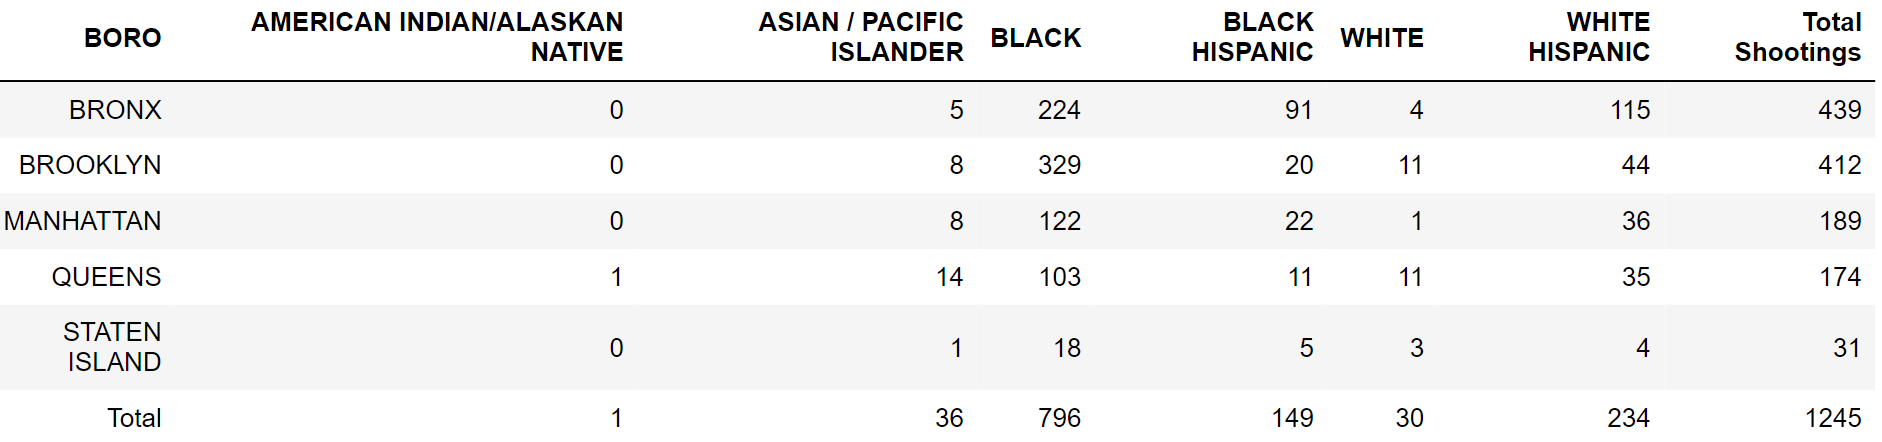 BORO AMERICAN INDIAN/ALASKAN NATIVE ASIAN / PACIFIC ISLANDER BLACK BLACK HISPANIC WHITE WHITE HISPANIC Total Shootings
BRONX 0 5 224 91 4 115 439
BROOKLYN 0 8 329 20 11 44 412
MANHATTAN 0 8 122 22 1 36 189
QUEENS 1 14 103 11 11 35 174
STATEN ISLAND 0 1 18 5 3 4 31
Total 1 36 796 149 30 234 1245